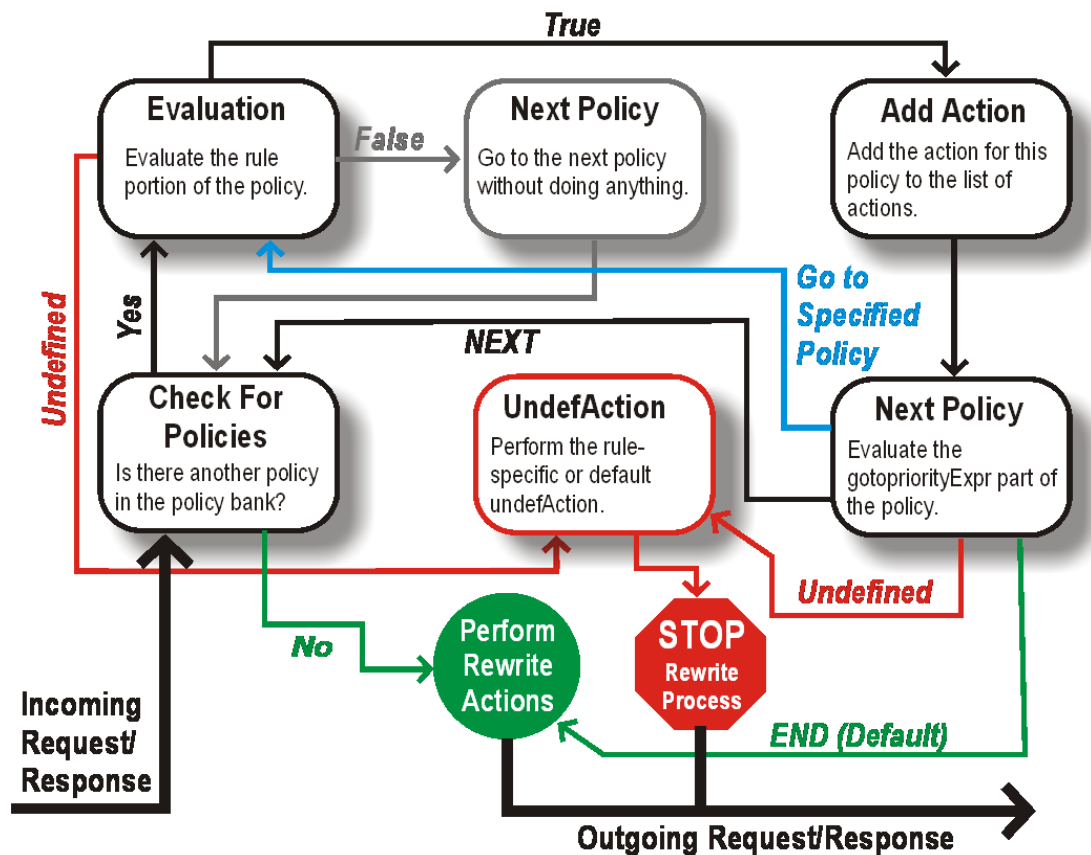 True
Evaluation
Evaluate the rule
portion of the policy.
False
Next Policy
Go to the next policy
without doing anything.
Add Action
Add the action for this
policy to the list of
actions.
Undefined
Yes
NEXT
Go to
Specified
Policy
Check For
Policies
Is there another policy
in the policy bank?
UndefAction
Perform the rule-
specific or default
undefAction.
Next Policy
Evaluate the
gotopriorityExpr part of
the policy.
Undefined
No
Perform
Rewrite
Actions
STOP
Rewrite
Process
END (Default)
Incoming
Request/
Response
Outgoing Request/Response